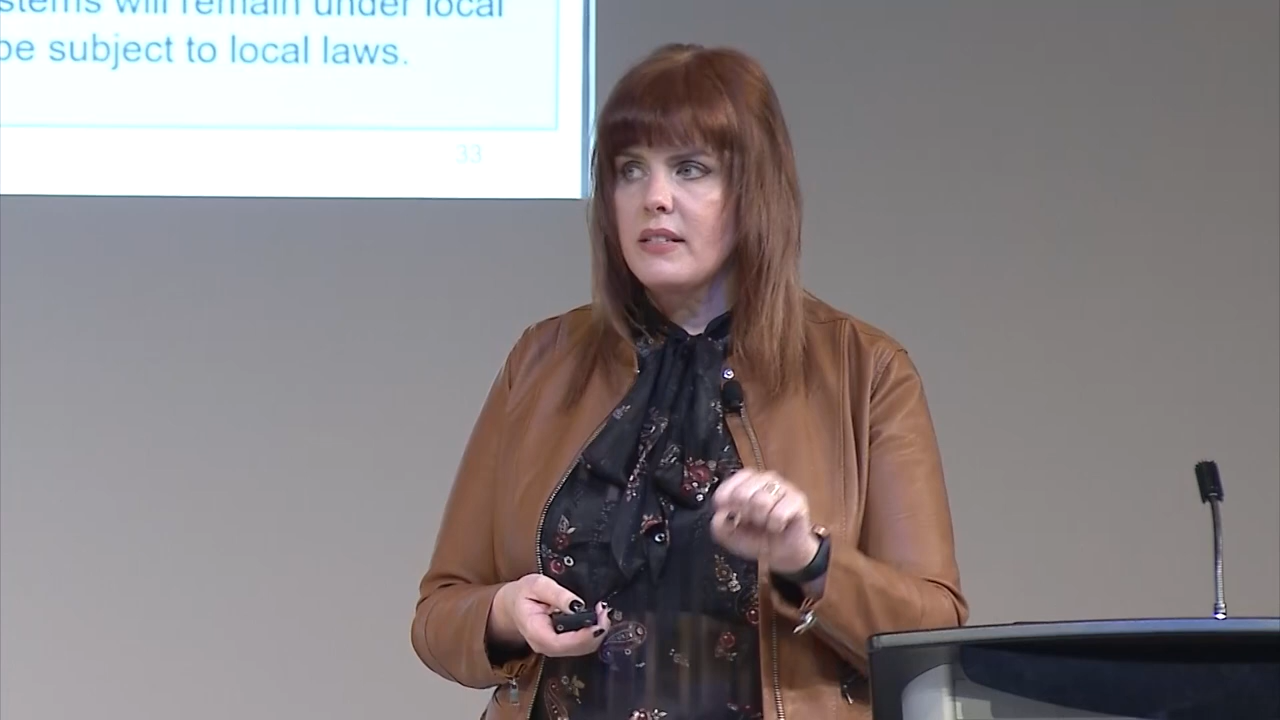 stems will remain under local
be subject to local laws.
33